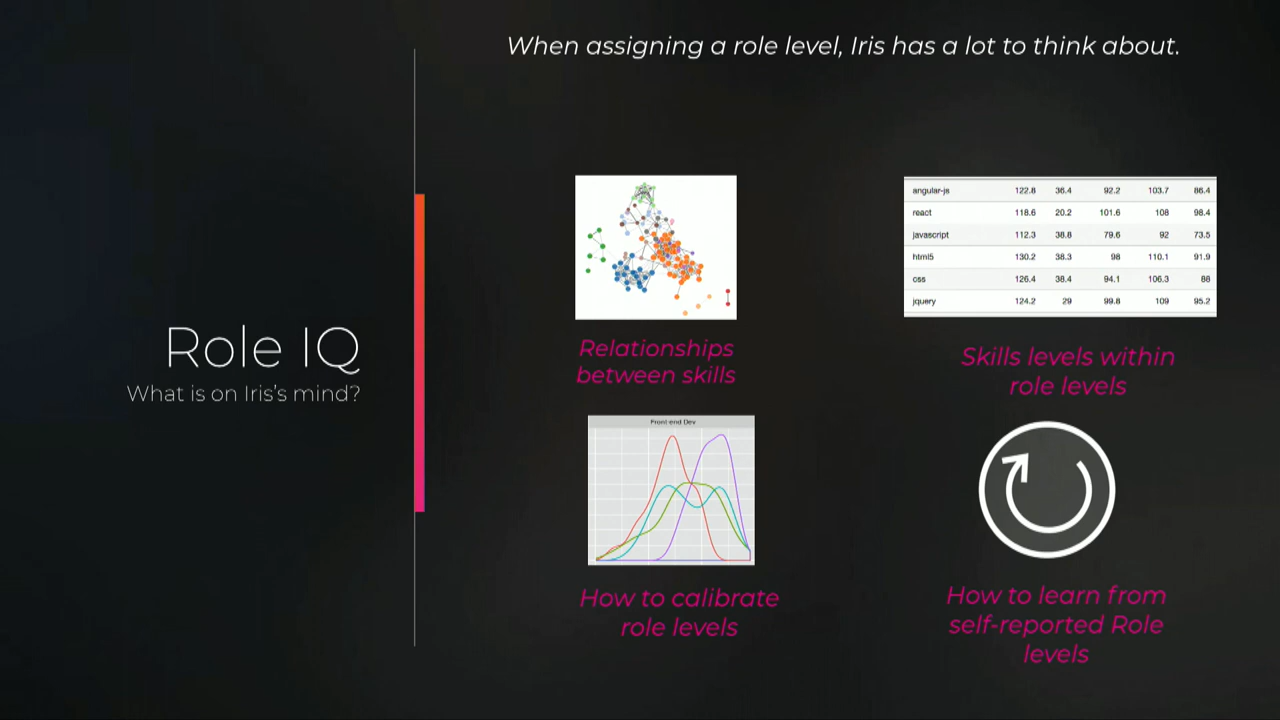 When assigning a role level, Iris has a lot to think about.
Role IQ
What is on Iris's mind?
Relationships
between skills
angular-js 122.8 36.4 92.2 103.7 86.4
react 118.6 20.2 101.6 108 98.4
javascript 112.3 38.8 79.6 92 73.5
html5 130.2 38.3 98 110.1 91.9
css 126.4 38.4 94.1 106.3 88
jquery 124.2 29 99.8 109 95.2
Skills levels within
role levels
Front-end Dev
How to calibrate
role levels
How to learn from
self-reported Role
levels